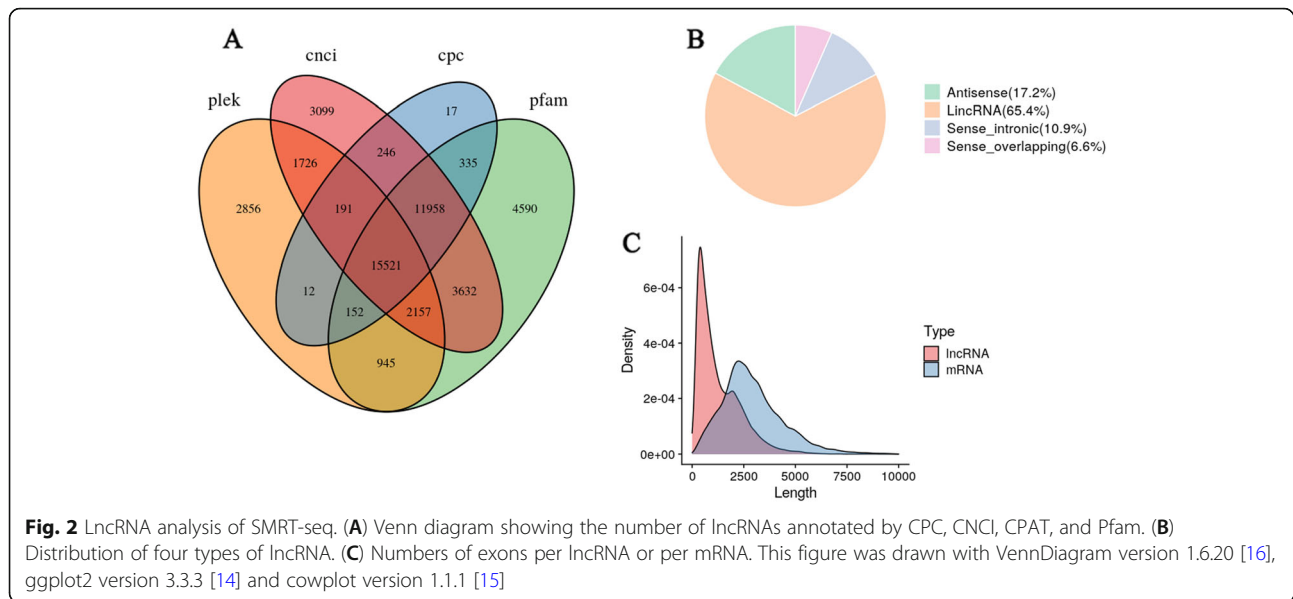 A
cnci
cpc
plek
pfam
3099
17
1726
246
335
2856
191
11958
4590
15521
12
3632
152
2157
945
B
Antisense(17.2%)
LincRNA(65.4%)
Sense_intronic(10.9%)
Sense_overlapping(6.6%)
C
6e-04
4e-04
2e-04
0e+00
Density
0
2500
5000
7500
10000
Length
Type
lncRNA
mRNA
Fig. 2 LncRNA analysis of SMRT-seq. (A) Venn diagram showing the number of lncRNAs annotated by CPC, CNCI, CPAT, and Pfam. (B)
Distribution of four types of lncRNA. (C) Numbers of exons per lncRNA or per mRNA. This figure was drawn with VennDiagram version 1.6.20 [16],
ggplot2 version 3.3.3 [14] and cowplot version 1.1.1 [15]